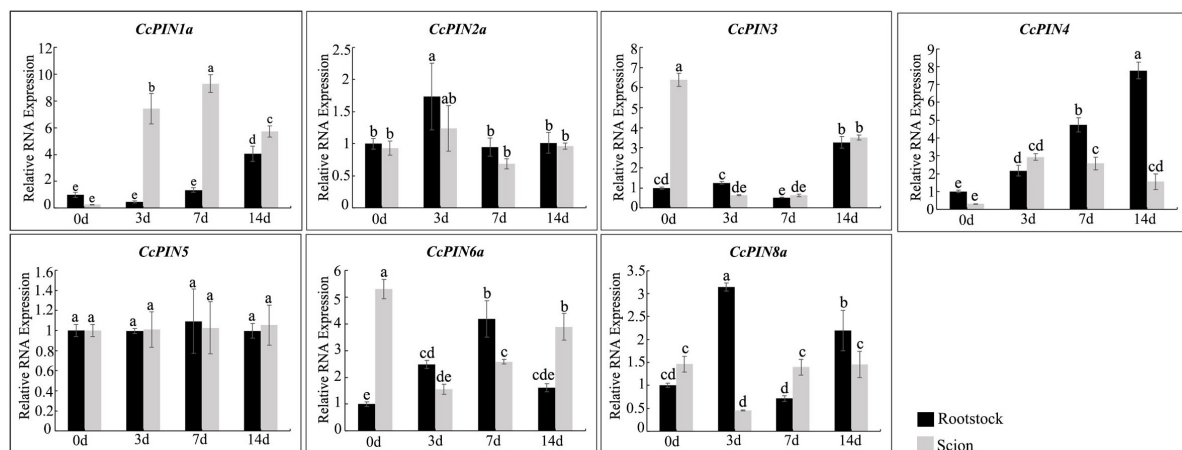 CcPIN1a
Relative RNA Expression
12
10
8
6
4
2
0
e
e
e
b
e
a
d
c
0d
3d
7d
14d
CcPIN2a
Relative RNA Expression
2.5
2
1.5
1
0.5
0
b
b
a
ab
b
b
b
b
0d
3d
7d
14d
CcPIN3
Relative RNA Expression
8
7
6
5
4
3
2
1
0
cd
a
c
de
e
de
b
b
0d
3d
7d
14d
CcPIN4
Relative RNA Expression
9
8
7
6
5
4
3
2
1
0
e
e
d
cd
b
c
a
d
0d
3d
7d
14d
CcPIN5
Relative RNA Expression
1.6
1.4
1.2
1
0.8
0.6
0.4
0.2
0
a
a
a
a
a
a
a
a
0d
3d
7d
14d
CcPIN6a
Relative RNA Expression
6
5
4
3
2
1
0
e
a
cd
de
b
c
cde
b
0d
3d
7d
14d
CcPIN8a
Relative RNA Expression
3.5
3
2.5
2
1.5
1
0.5
0
cd
c
a
d
d
c
b
c
0d
3d
7d
14d
Rootstock
Scion